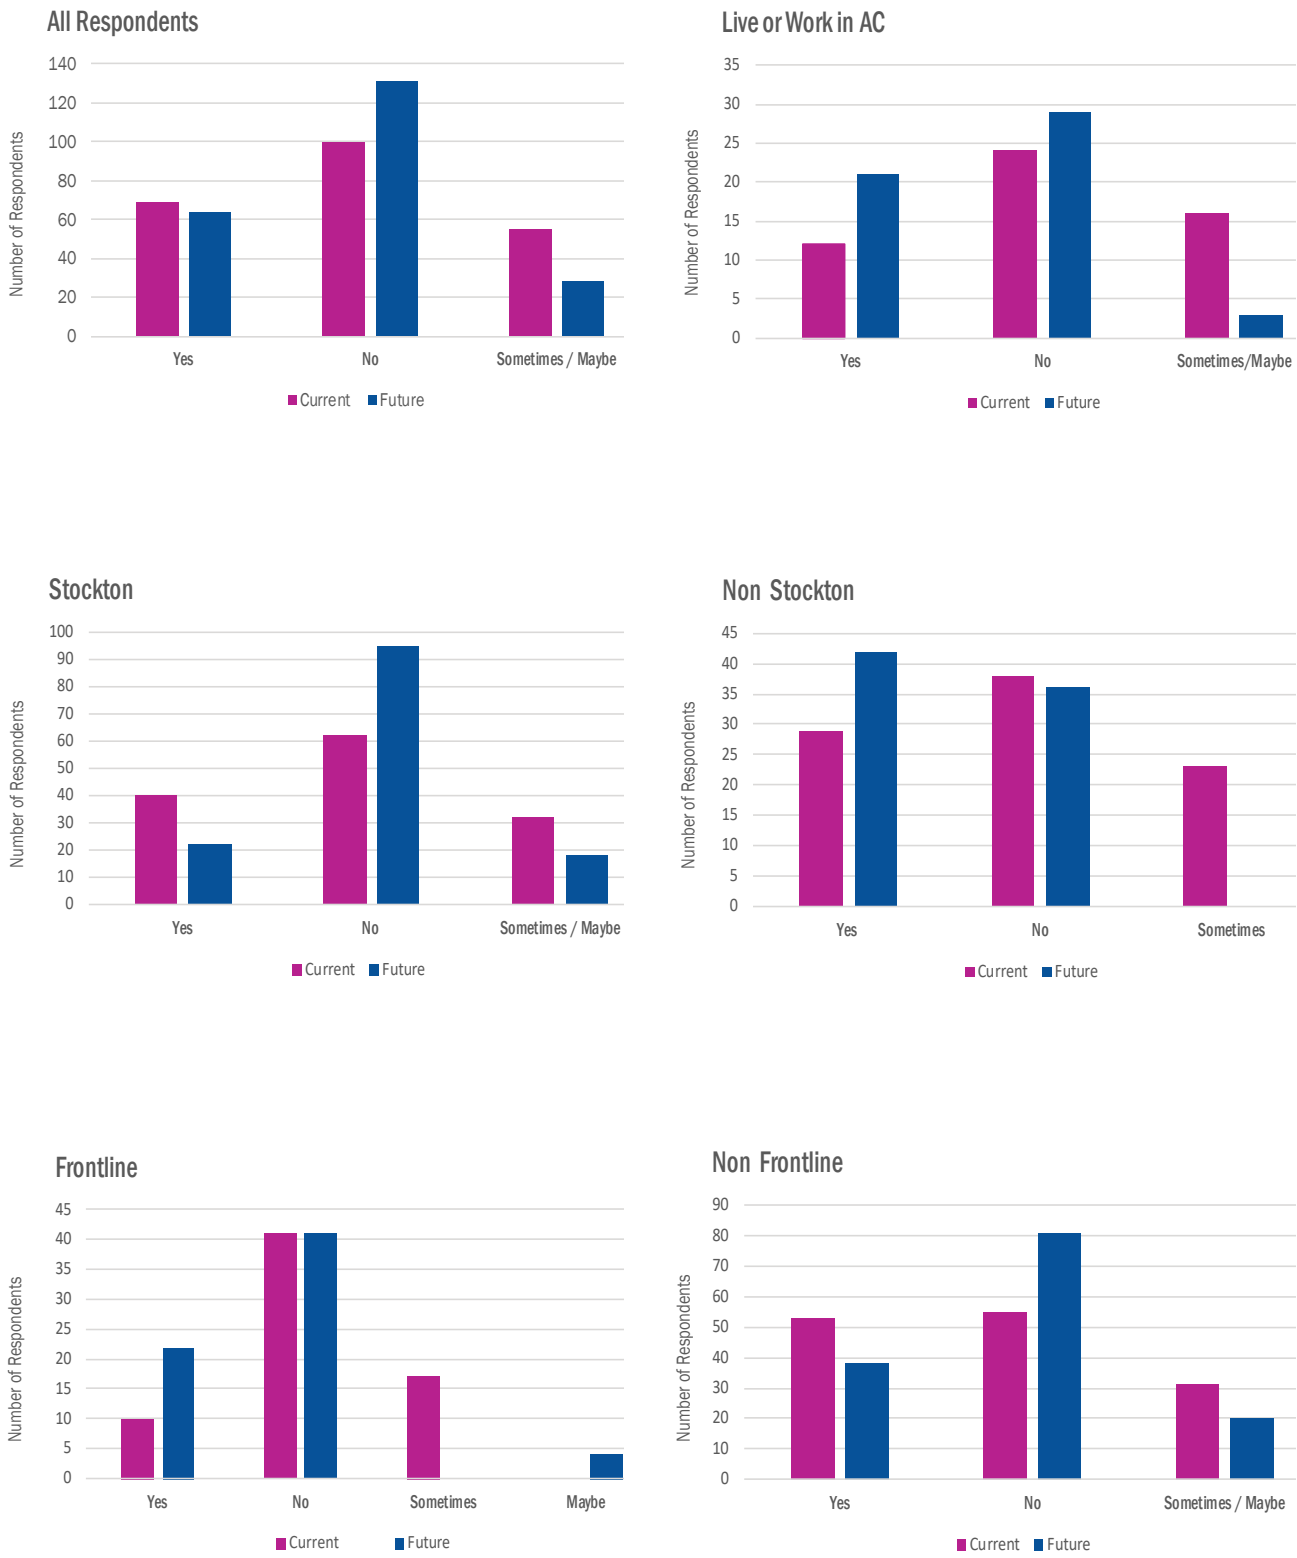 All Respondents
Number of Respondents
140
120
100
80
60
40
20
0
Yes No Sometimes / Maybe
Current Future
Live or Work in AC
Number of Respondents
35
30
25
20
15
10
5
0
Yes No Sometimes/Maybe
Current Future
Stockton
Number of Respondents
100
90
80
70
60
50
40
30
20
10
0
Yes No Sometimes / Maybe
Current Future
Non Stockton
Number of Respondents
45
40
35
30
25
20
15
10
5
0
Yes No Sometimes
Current Future
Frontline
Number of Respondents
45
40
35
30
25
20
15
10
5
0
Yes No Sometimes Maybe
Current Future
Non Frontline
Number of Respondents
90
80
70
60
50
40
30
20
10
0
Yes No Sometimes / Maybe
Current Future